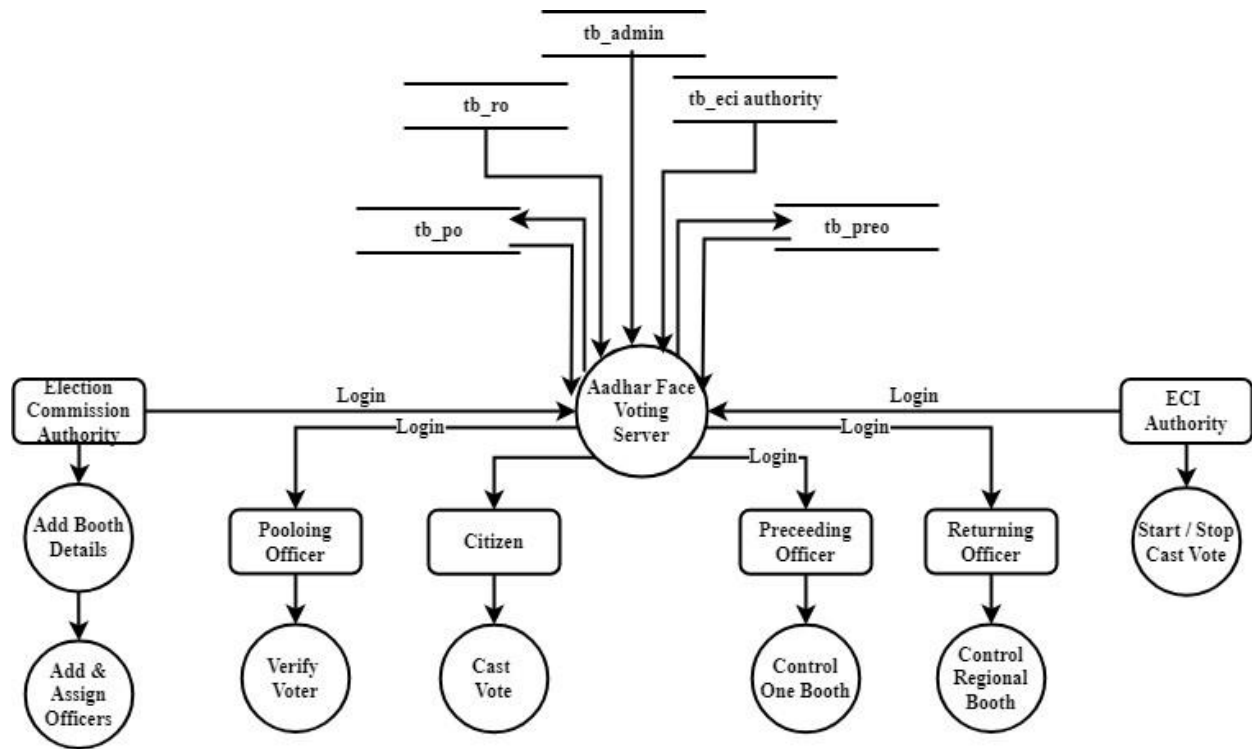 tb_admin
tb_ro
tb_eci authority
tb_po
tb_preo
Election
Commission
Authority
Login
Aadhar Face
Voting
Server
Login
ECI
Authority
Login
Login
Login
Add Booth
Details
Pooloing
Officer
Citizen
Preceeding
Officer
Returning
Officer
Start / Stop
Cast Vote
Add &
Assign
Officers
Verify
Voter
Cast
Vote
Control
One Booth
Control
Regional
Booth